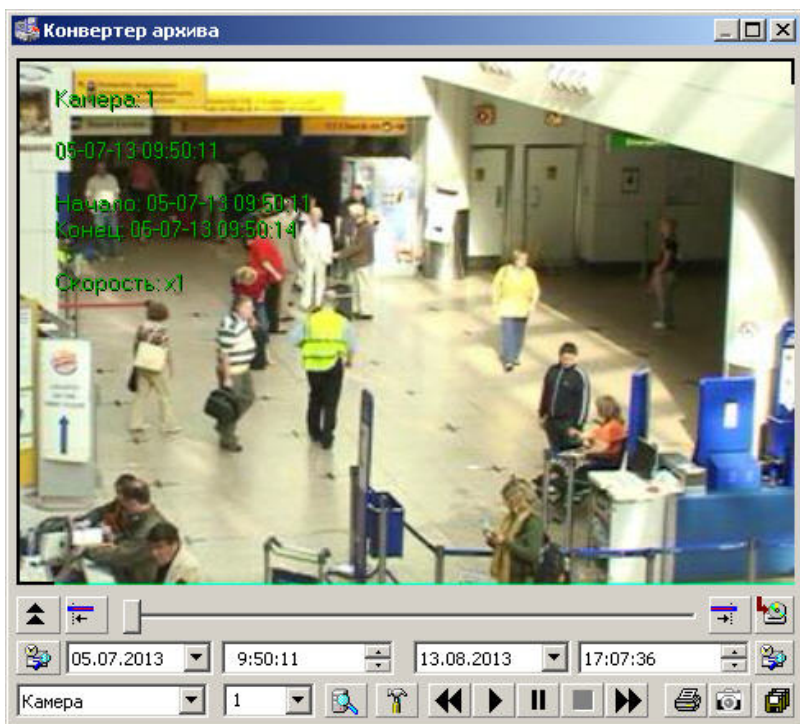 Конвертер архива
Камера: 1
05-07-13 09:50:11
Начало: 05-07-13 09:50:11
Конец: 05-07-13 09:50:14
Скорость: x1
05.07.2013 9:50:11 13.08.2013 17:07:36
Камера 1